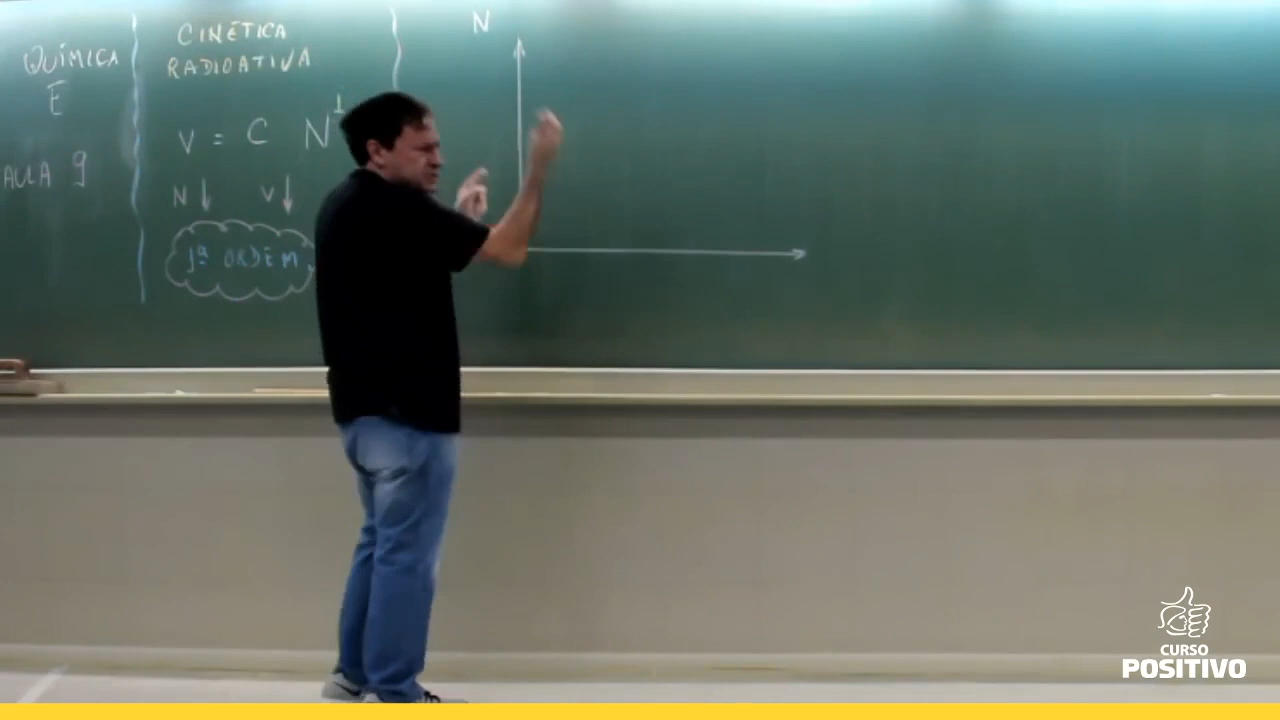 QUÍMICA
E
AULA 9
CINÉTICA
RADIOATIVA
V = C N¹
N ↓ V ↓
1ª ORDEM
N
CURSO
POSITIVO